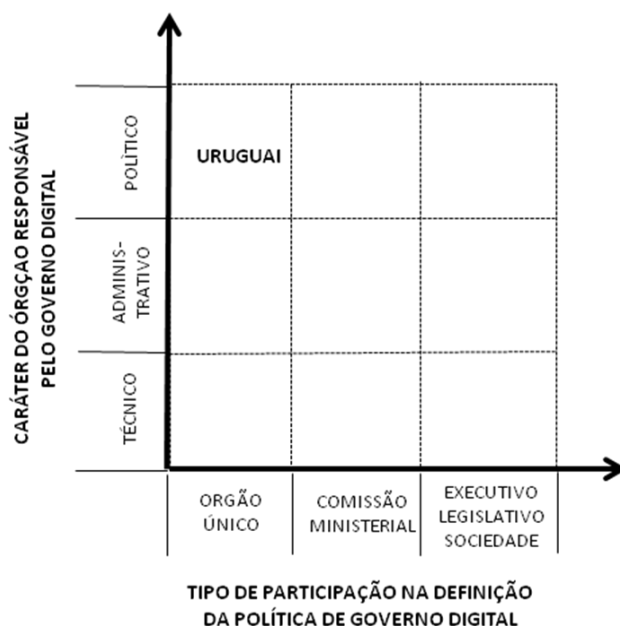 CARÁTER DO ÓRGÇAO RESPONSÁVEL
PELO GOVERNO DIGITAL
POLÌTICO
URUGUAI
ADMINIS-
TRATIVO
TÉCNICO
ORGÃO
ÚNICO
COMISSÃO
MINISTERIAL
EXECUTIVO
LEGISLATIVO
SOCIEDADE
TIPO DE PARTICIPAÇÃO NA DEFINIÇÃO
DA POLÍTICA DE GOVERNO DIGITAL